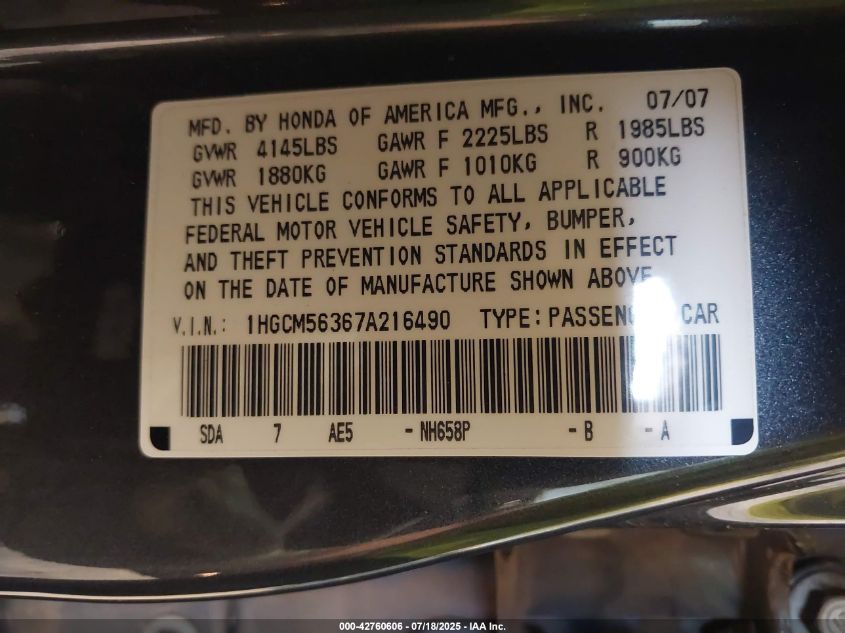 MFD. BY HONDA OF AMERICA MFG., INC. 07/07
GVWR 4145LBS GAWR F 2225LBS R 1985LBS
GVWR 1880KG GAWR F 1010KG R 900KG
THIS VEHICLE CONFORMS TO ALL APPLICABLE
FEDERAL MOTOR VEHICLE SAFETY, BUMPER,
AND THEFT PREVENTION STANDARDS IN EFFECT
ON THE DATE OF MANUFACTURE SHOWN ABOVE
V.I.N.: 1HGCM56367A216490 TYPE: CAR
SDA 7 AE5 - NH658P - B - A
000-42760606 / 07/18/2025 - IAA Inc.